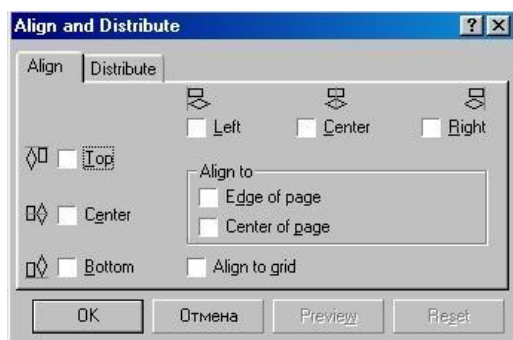 Align and Distribute
Align Distribute
Left Center Right
Top
Align to
Edge of page
Center
Center of page
Bottom Align to grid
OK Отмена Preview Reset